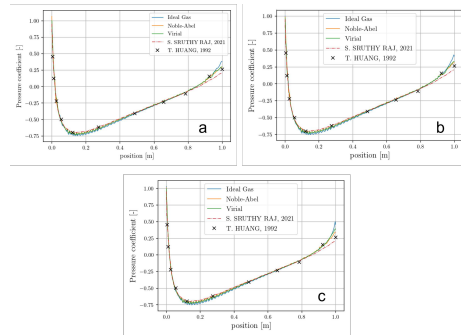 1.00
0.75
0.50
0.25
0.00
-0.25
-0.50
-0.75
Pressure coefficient [-]
Ideal Gas
Noble-Abel
Virial
S. SRUTHY RAJ, 2021
T. HUANG, 1992
a
0.0 0.2 0.4 0.6 0.8 1.0
position [m]
1.00
0.75
0.50
0.25
0.00
-0.25
-0.50
-0.75
Pressure coefficient [-]
Ideal Gas
Noble-Abel
Virial
S. SRUTHY RAJ, 2021
T. HUANG, 1992
b
0.0 0.2 0.4 0.6 0.8 1.0
position [m]
1.00
0.75
0.50
0.25
0.00
-0.25
-0.50
-0.75
Pressure coefficient [-]
Ideal Gas
Noble-Abel
Virial
S. SRUTHY RAJ, 2021
T. HUANG, 1992
c
0.0 0.2 0.4 0.6 0.8 1.0
position [m]